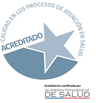 CALIDAD EN LOS PROCESOS DE ATENCIÓN EN SALUD
ACREDITADO
Acreditación certificada por
SUPERINTENDENCIA
DE SALUD